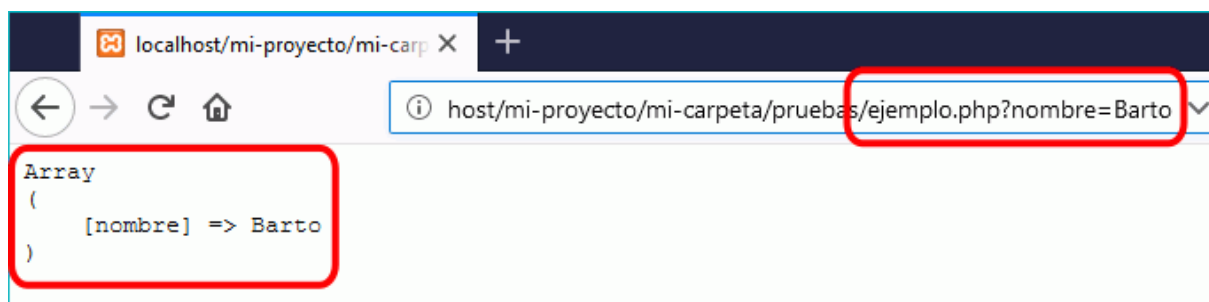 localhost/mi-proyecto/mi-carp
host/mi-proyecto/mi-carpeta/pruebas/ejemplo.php?nombre=Barto
Array
(
    [nombre] => Barto
)